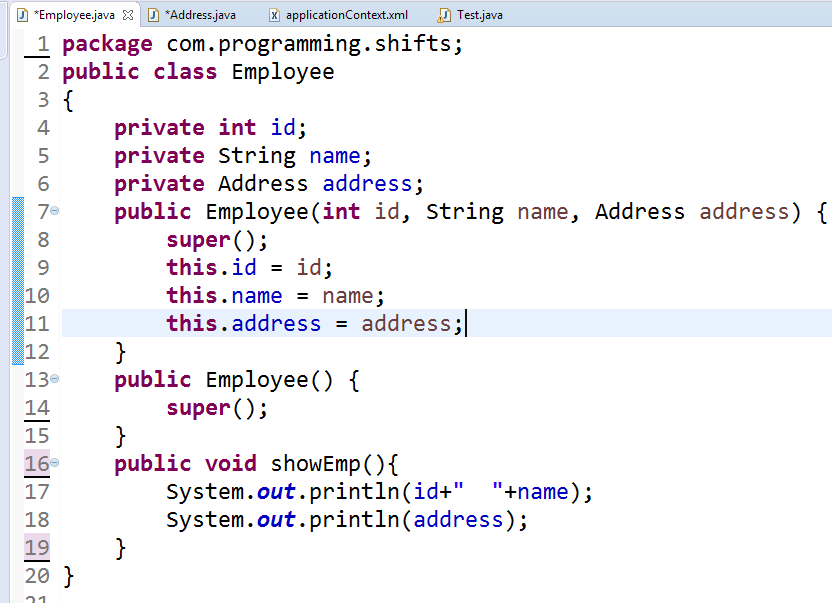 *Employee.java *Address.java applicationContext.xml Test.java
1 package com.programming.shifts;
2 public class Employee
3 {
4     private int id;
5     private String name;
6     private Address address;
7     public Employee(int id, String name, Address address) {
8         super();
9         this.id = id;
10         this.name = name;
11         this.address = address;
12     }
13     public Employee() {
14         super();
15     }
16     public void showEmp(){
17         System.out.println(id+"  "+name);
18         System.out.println(address);
19     }
20 }
21